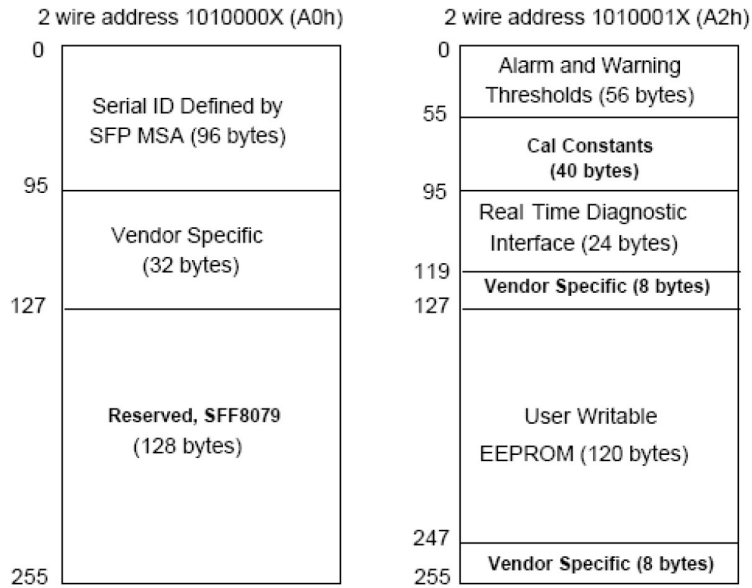 2 wire address 1010000X (A0h)
0
Serial ID Defined by
SFP MSA (96 bytes)
95
Vendor Specific
(32 bytes)
127
Reserved, SFF8079
(128 bytes)
255
2 wire address 1010001X (A2h)
0
Alarm and Warning
Thresholds (56 bytes)
55
Cal Constants
(40 bytes)
95
Real Time Diagnostic
Interface (24 bytes)
119
Vendor Specific (8 bytes)
127
User Writable
EEPROM (120 bytes)
247
Vendor Specific (8 bytes)
255